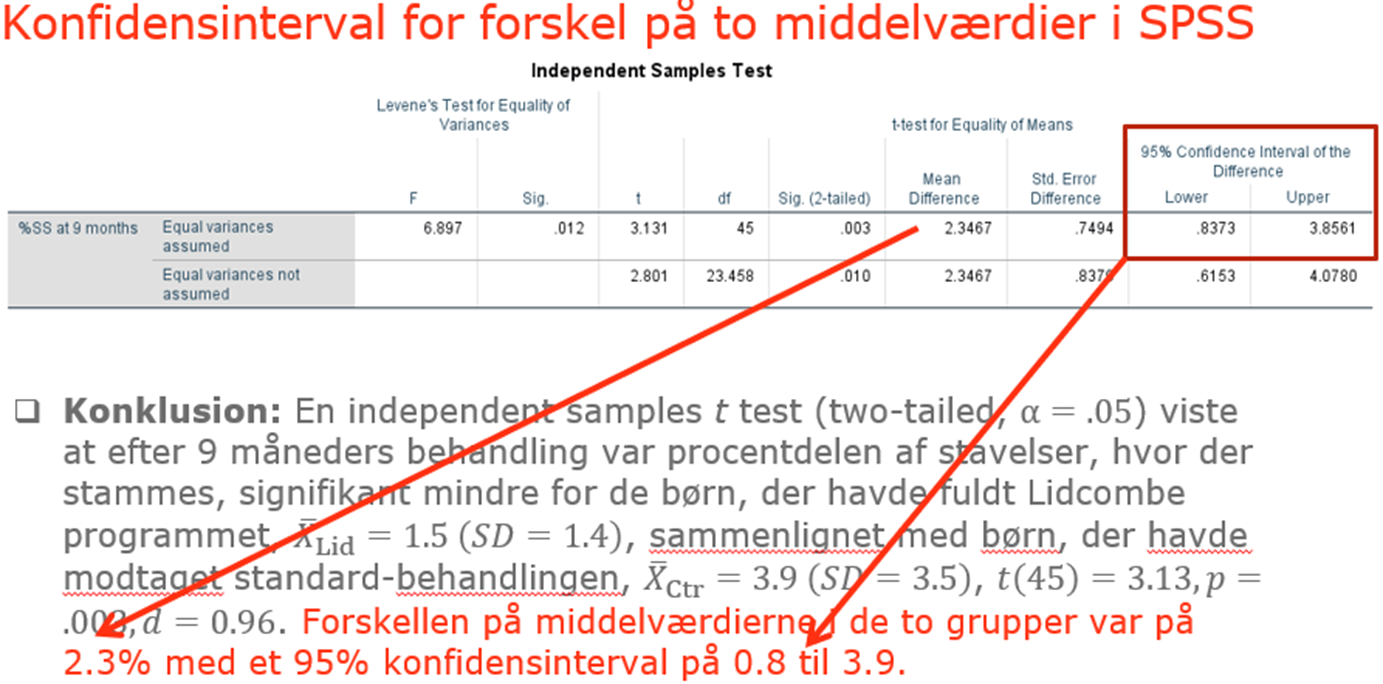 Konfidensinterval for forskel på to middelværdier i SPSS
Independent Samples Test
Levene's Test for Equality of
Variances
t-test for Equality of Means
95% Confidence Interval of the
Difference
F Sig. t df Sig. (2-tailed) Mean Difference Std. Error Difference Lower Upper
%SS at 9 months Equal variances assumed 6.897 .012 3.131 45 .003 2.3467 .7494 .8373 3.8561
Equal variances not assumed 2.801 23.458 .010 2.3467 .8376 .6153 4.0780
❑ Konklusion: En independent samples t test (two-tailed, α = .05) viste
at efter 9 måneders behandling var procentdelen af stavelser, hvor der
stammes, signifikant mindre for de børn, der havde fuldt Lidcombe
programmet, X̄Lid = 1.5 (SD = 1.4), sammenlignet med børn, der havde
modtaget standard-behandlingen, X̄Ctr = 3.9 (SD = 3.5), t(45) = 3.13, p =
.003, d = 0.96. Forskellen på middelværdierne i de to grupper var på
2.3% med et 95% konfidensinterval på 0.8 til 3.9.